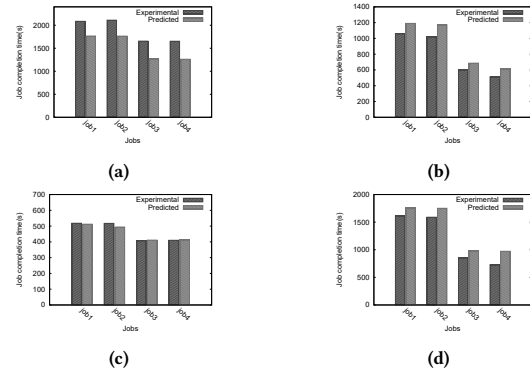 Experimental
Predicted
Job completion time(s)
2000
1500
1000
500
0
job1
job2
job3
job4
Jobs
(a)
Experimental
Predicted
Job completion time(s)
1400
1200
1000
800
600
400
200
0
job1
job2
job3
job4
Jobs
(b)
Experimental
Predicted
Job completion time(s)
700
600
500
400
300
200
100
0
job1
job2
job3
job4
Jobs
(c)
Experimental
Predicted
Job completion time(s)
2000
1500
1000
500
0
job1
job2
job3
job4
Jobs
(d)